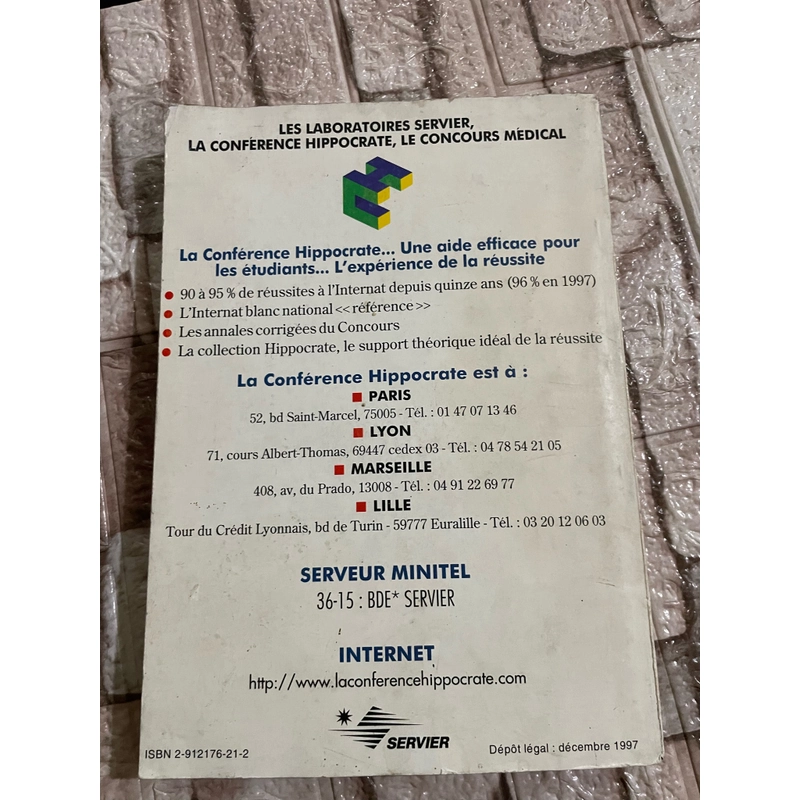 LES LABORATOIRES SERVIER,
LA CONFÉRENCE HIPPOCRATE, LE CONCOURS MÉDICAL
La Conférence Hippocrate... Une aide efficace pour
les étudiants... L'expérience de la réussite
• 90 à 95 % de réussites à l'Internat depuis quinze ans (96 % en 1997)
• L'Internat blanc national << référence >>
• Les annales corrigées du Concours
• La collection Hippocrate, le support théorique idéal de la réussite
La Conférence Hippocrate est à :
■ PARIS
52, bd Saint-Marcel, 75005 - Tél. : 01 47 07 13 46
■ LYON
71, cours Albert-Thomas, 69447 cedex 03 - Tél. : 04 78 54 21 05
■ MARSEILLE
408, av, du Prado, 13008 - Tél. : 04 91 22 69 77
■ LILLE
Tour du Crédit Lyonnais, bd de Turin - 59777 Euralille - Tél. : 03 20 12 06 03
SERVEUR MINITEL
36-15 : BDE* SERVIER
INTERNET
http://www.laconferencehippocrate.com
SERVIER
ISBN 2-912176-21-2
Dépôt légal : décembre 1997